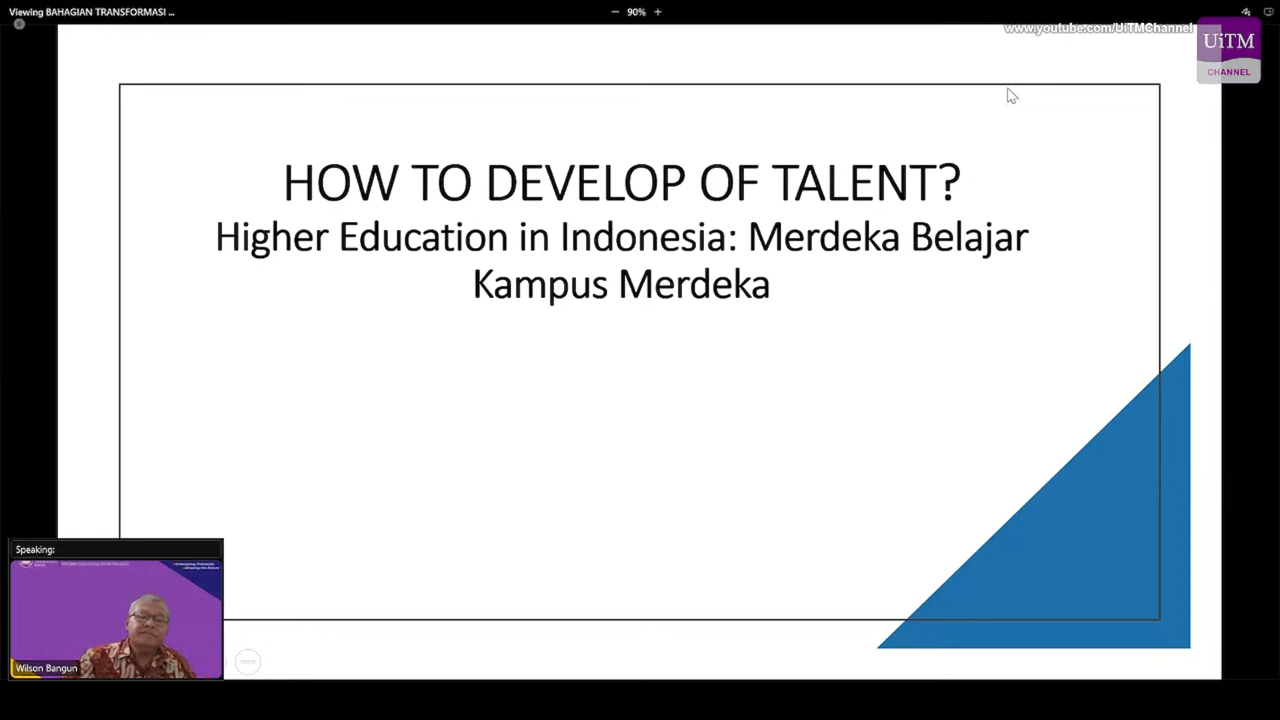 Viewing BAHAGIAN TRANSFORMASI ...
90%
www.youtube.com/UiTMChannel
UiTM
CHANNEL
HOW TO DEVELOP OF TALENT?
Higher Education in Indonesia: Merdeka Belajar
Kampus Merdeka
Speaking:
Wilson Bangun